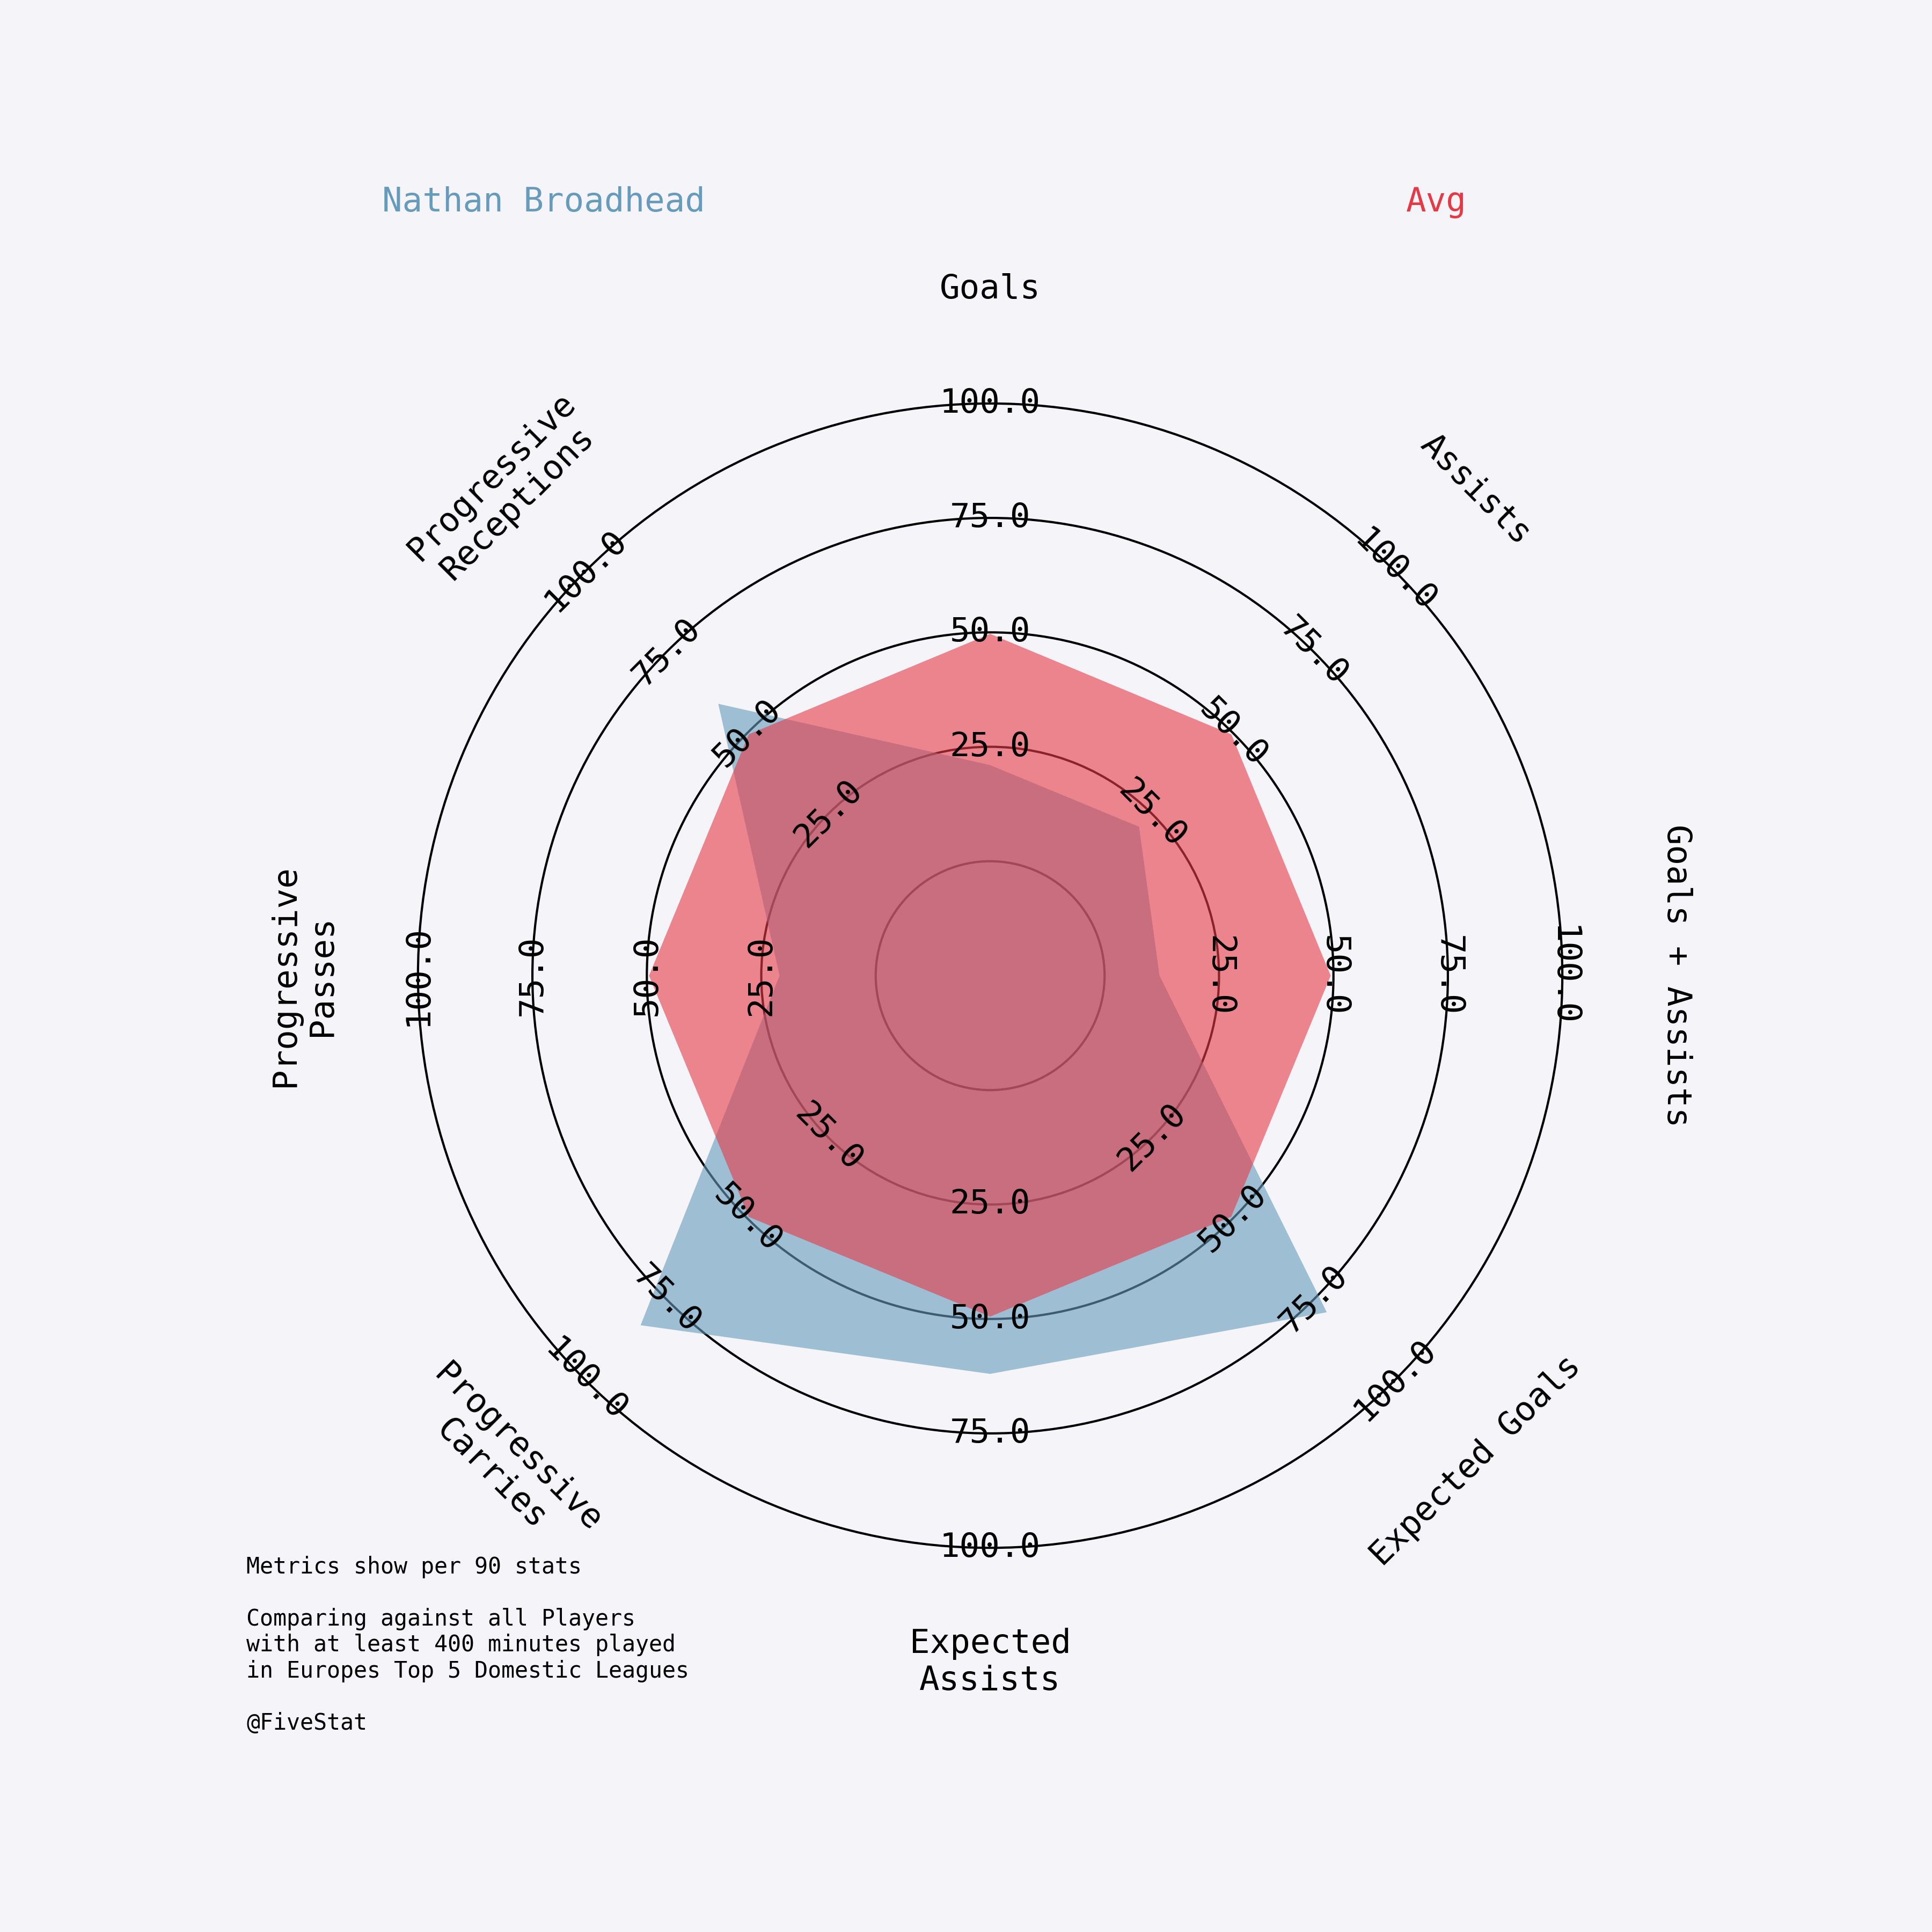 Nathan Broadhead
Avg
Goals
100.0
75.0
50.0
25.0
Assists
100.0
75.0
50.0
25.0
Goals + Assists
100.0
75.0
50.0
25.0
Expected Goals
100.0
75.0
50.0
25.0
Expected
Assists
100.0
75.0
50.0
25.0
Progressive
Carries
100.0
75.0
50.0
25.0
Progressive
Passes
100.0
75.0
50.0
25.0
Progressive
Receptions
100.0
75.0
50.0
25.0
Metrics show per 90 stats
Comparing against all Players
with at least 400 minutes played
in Europes Top 5 Domestic Leagues
@FiveStat